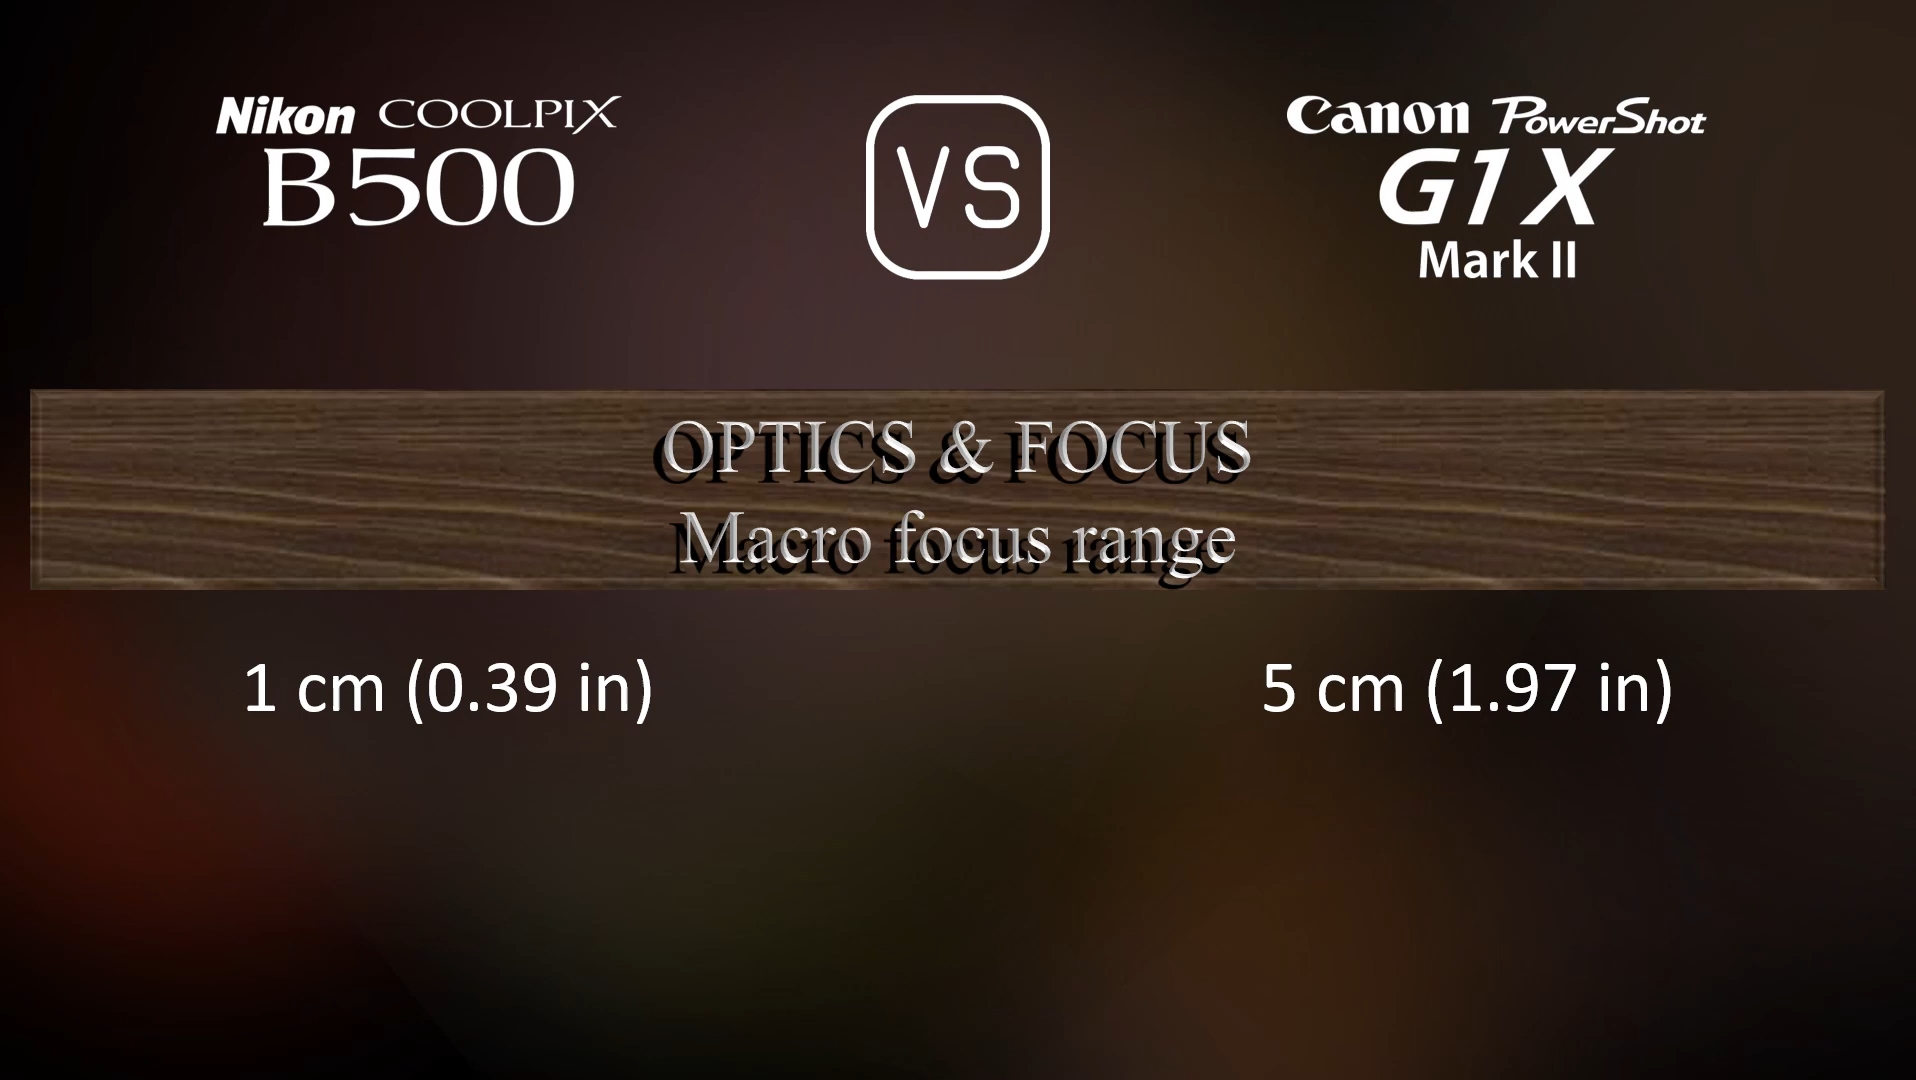 Nikon COOLPIX
B500
VS
Canon PowerShot
G1 X
Mark II
OPTICS & FOCUS
Macro focus range
1 cm (0.39 in)
5 cm (1.97 in)